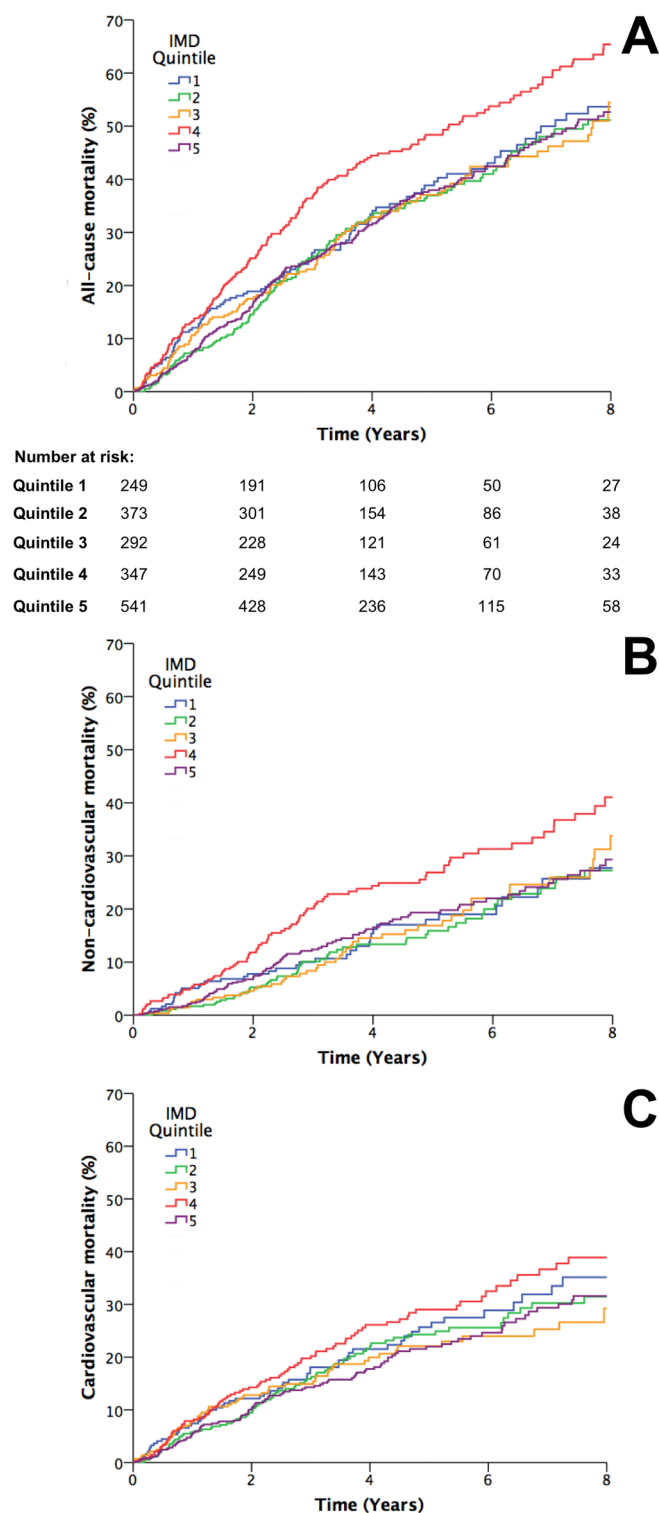 A
70
60
50
40
30
20
10
0
All-cause mortality (%)
IMD
Quintile
1
2
3
4
5
0 2 4 6 8
Time (Years)
Number at risk:
Quintile 1 249 191 106 50 27
Quintile 2 373 301 154 86 38
Quintile 3 292 228 121 61 24
Quintile 4 347 249 143 70 33
Quintile 5 541 428 236 115 58
B
70
60
50
40
30
20
10
0
Non-cardiovascular mortality (%)
IMD
Quintile
1
2
3
4
5
0 2 4 6 8
Time (Years)
C
70
60
50
40
30
20
10
0
Cardiovascular mortality (%)
IMD
Quintile
1
2
3
4
5
0 2 4 6 8
Time (Years)